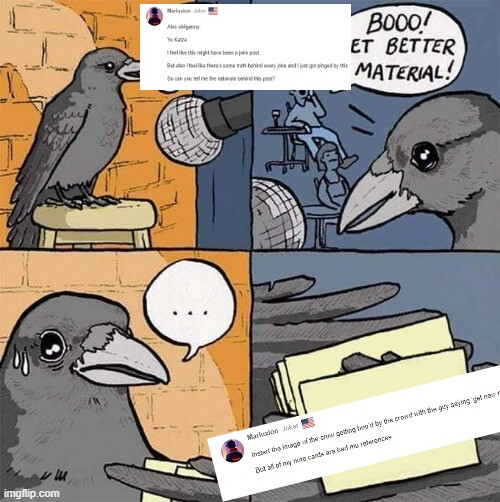 Marluxion Joker
Also obligatory
Yo Katze
I feel like this might have been a joke post
But also I feel like there's some truth behind every joke and I just got pinged by this
So can you tell me the rationale behind this post?
BOOO!
ET BETTER
MATERIAL!
. . .
Marluxion Joker
Instert the image of the crow getting boo'd by the crowd with the guy saying 'get new
But all of my note cards are bad mu references
imgflip.com